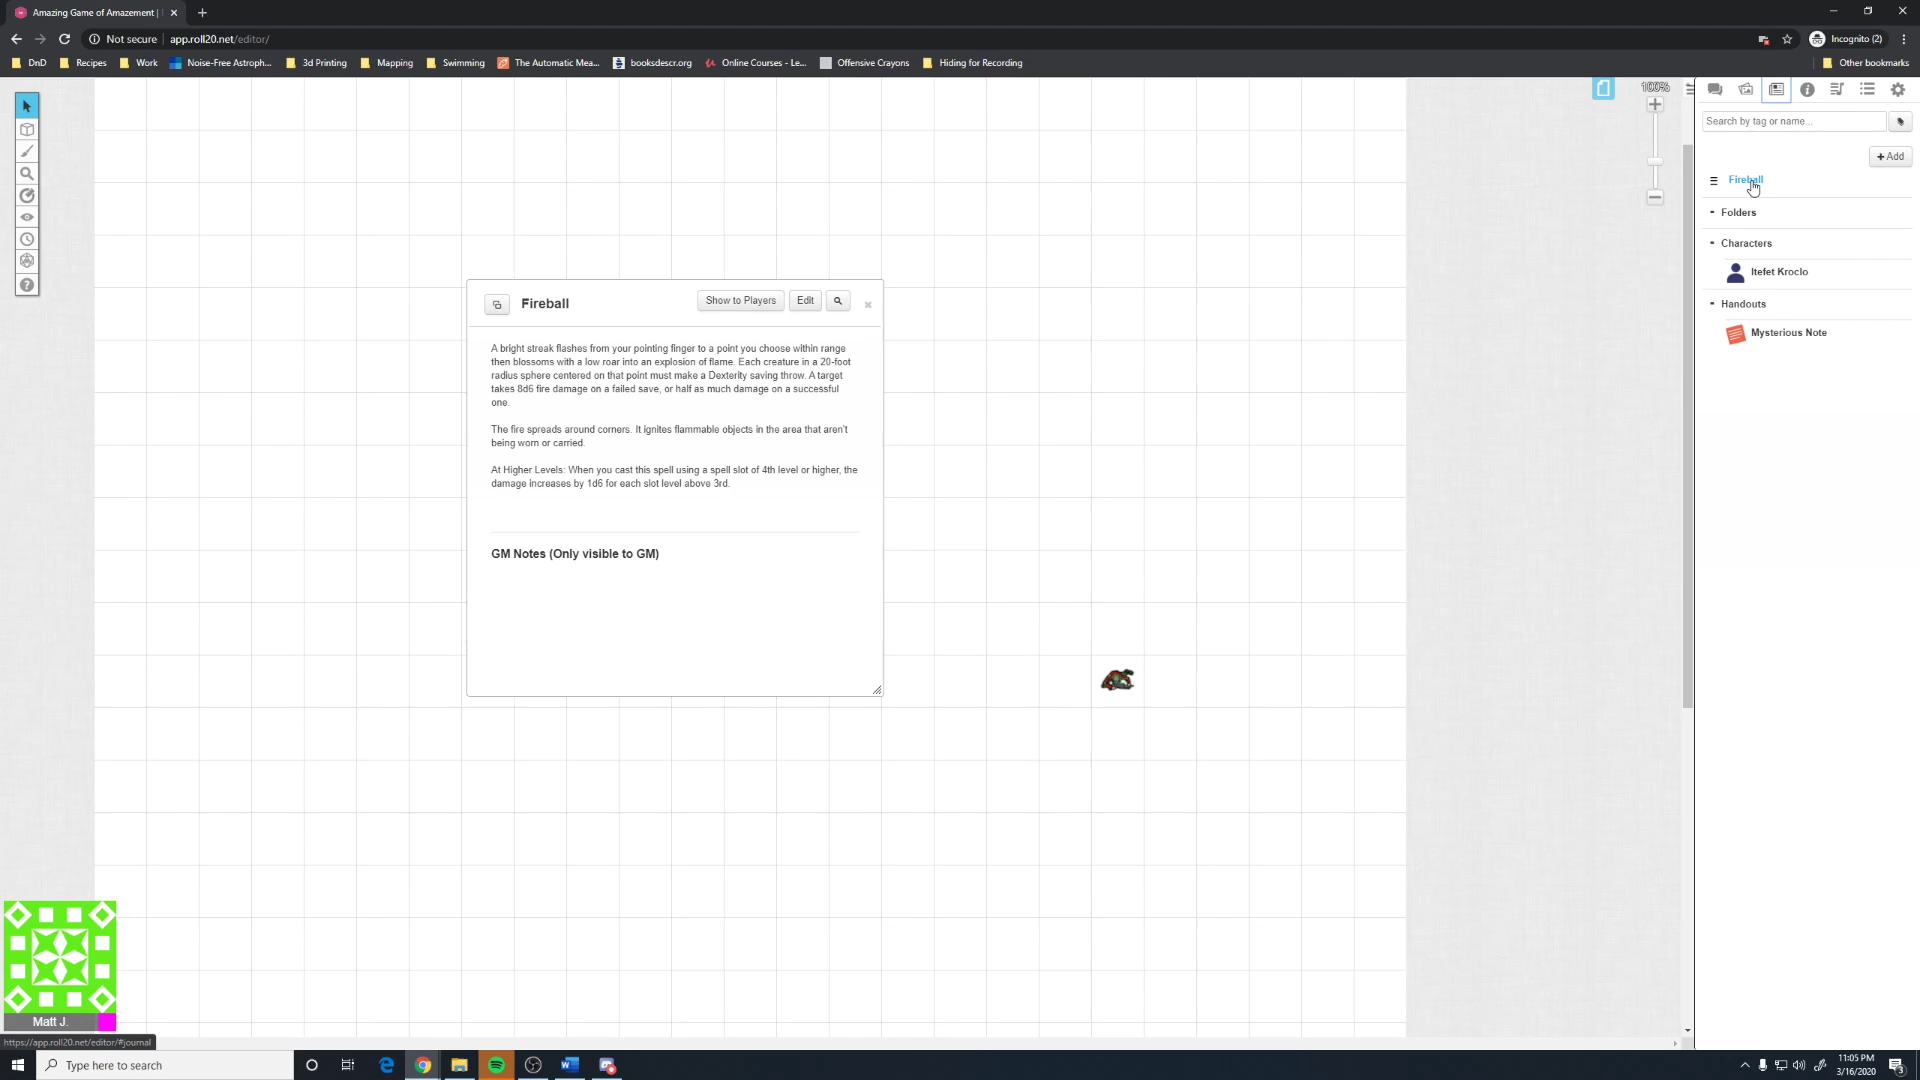 Amazing Game of Amazement |
Not secure
app.roll20.net/editor/
Incognito (2)
DnD
Recipes
Work
Noise-Free Astroph...
3d Printing
Mapping
Swimming
The Automatic Mea...
booksdescr.org
Online Courses - Le...
Offensive Crayons
Hiding for Recording
Other bookmarks
100%
Search by tag or name...
+ Add
Fireball
Folders
Characters
Itefet Kroclo
Handouts
Mysterious Note
Fireball
Show to Players
Edit
A bright streak flashes from your pointing finger to a point you choose within range
then blossoms with a low roar into an explosion of flame. Each creature in a 20-foot
radius sphere centered on that point must make a Dexterity saving throw. A target
takes 8d6 fire damage on a failed save, or half as much damage on a successful
one.
The fire spreads around corners. It ignites flammable objects in the area that aren't
being worn or carried.
At Higher Levels: When you cast this spell using a spell slot of 4th level or higher, the
damage increases by 1d6 for each slot level above 3rd.
GM Notes (Only visible to GM)
Matt J.
https://app.roll20.net/editor/#journal
Type here to search
11:05 PM
3/16/2020
3